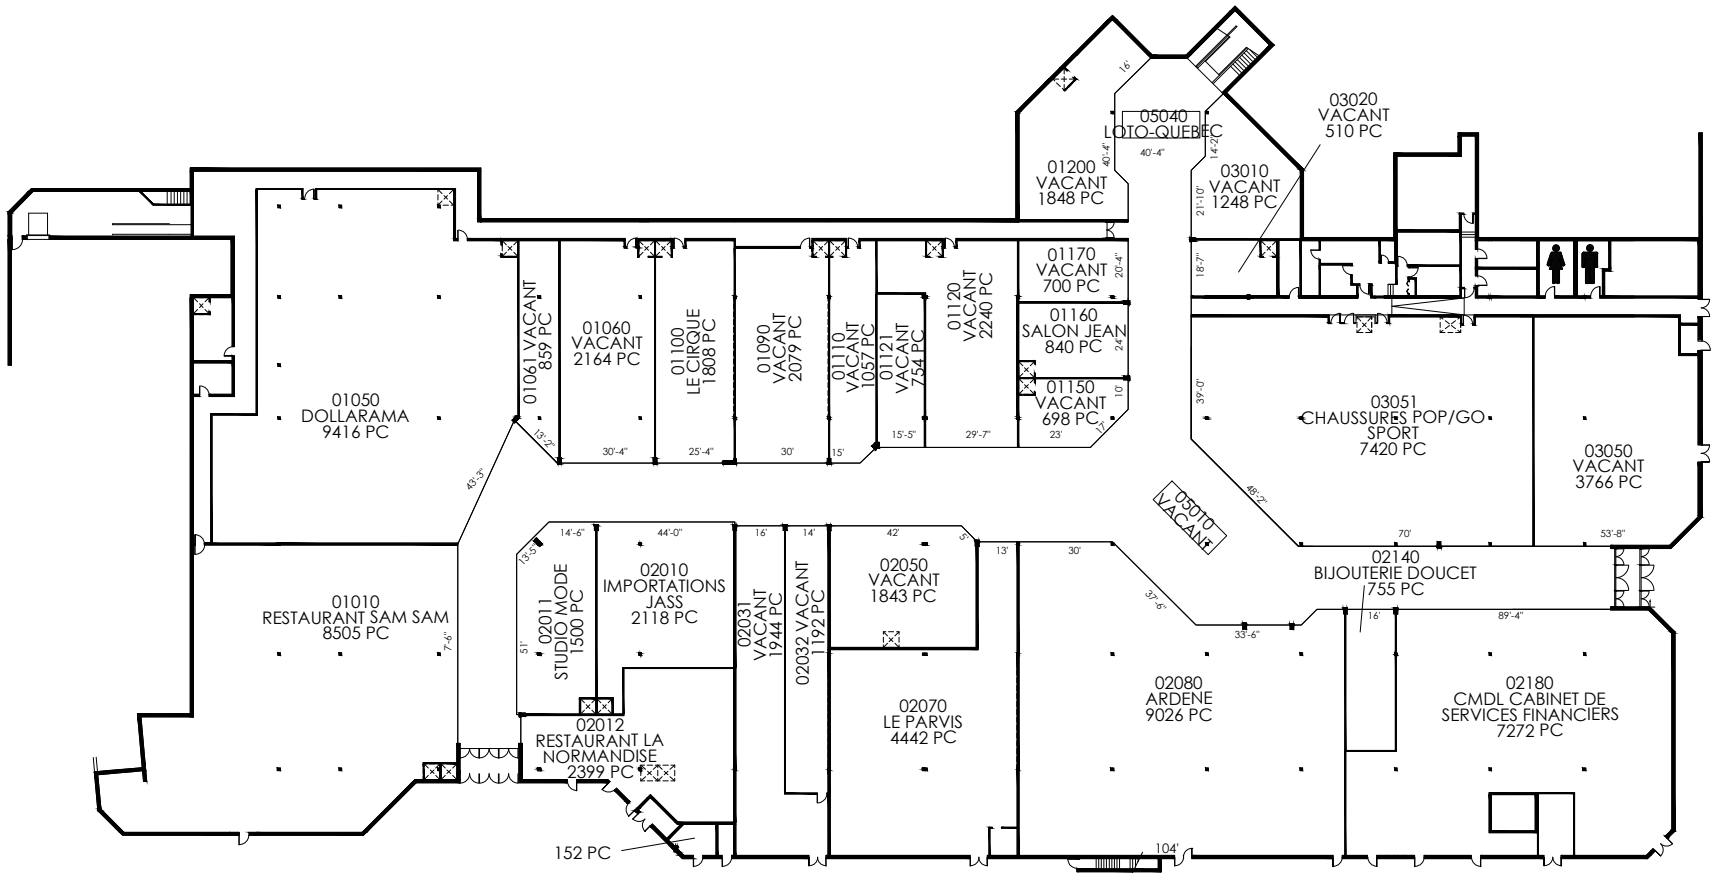 16'
05040
LOTO-QUEBEC
40'-4"
40'-4"
14'-2"
03020
VACANT
510 PC
01200
VACANT
1848 PC
03010
VACANT
1248 PC
21'-10"
18'-7"
01061 VACANT
859 PC
13'-2"
01060
VACANT
2164 PC
30'-4"
01100
LE CIRQUE
1808 PC
25'-4"
01090
VACANT
2079 PC
30'
01110
VACANT
1057 PC
15'
01121
VACANT
754 PC
15'-5"
01120
VACANT
2240 PC
29'-7"
01170
VACANT
700 PC
20'-4"
01160
SALON JEAN
840 PC
24'
01150
VACANT
698 PC
10'
23'
17'
01050
DOLLARAMA
9416 PC
43'-3"
39'-0"
03051
CHAUSSURES POP/GO
SPORT
7420 PC
48'-2"
70'
03050
VACANT
3766 PC
53'-8"
05010
VACANT
01010
RESTAURANT SAM SAM
8505 PC
7'-6"
13'-5"
14'-6"
51'
02011
STUDIO MODE
1500 PC
44'-0"
02010
IMPORTATIONS
JASS
2118 PC
02012
RESTAURANT LA
NORMANDISE
2399 PC
152 PC
16'
02031
VACANT
1944 PC
14'
02032 VACANT
1192 PC
42'
5'
02050
VACANT
1843 PC
13'
02070
LE PARVIS
4442 PC
30'
37'-6"
33'-6"
02080
ARDENE
9026 PC
104'
02140
BIJOUTERIE DOUCET
755 PC
16'
89'-4"
02180
CMDL CABINET DE
SERVICES FINANCIERS
7272 PC